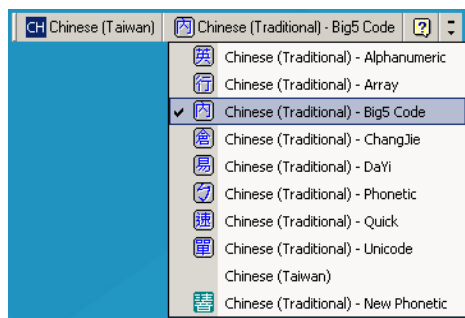 CH Chinese (Taiwan) 內 Chinese (Traditional) - Big5 Code ?
英 Chinese (Traditional) - Alphanumeric
行 Chinese (Traditional) - Array
內 Chinese (Traditional) - Big5 Code
倉 Chinese (Traditional) - ChangJie
易 Chinese (Traditional) - DaYi
ㄅ Chinese (Traditional) - Phonetic
速 Chinese (Traditional) - Quick
單 Chinese (Traditional) - Unicode
Chinese (Taiwan)
Chinese (Traditional) - New Phonetic